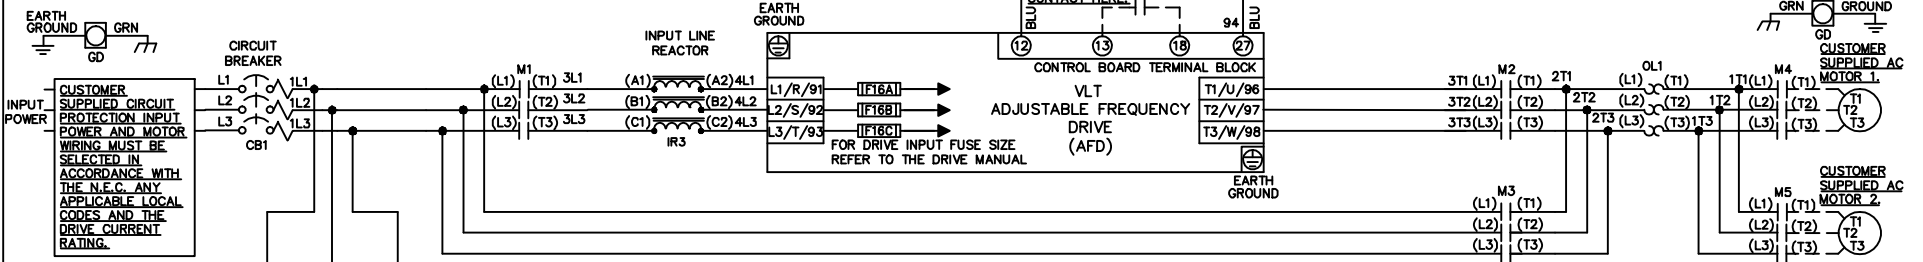 EARTH
GROUND
GRN
GD
CIRCUIT
BREAKER
INPUT
POWER
CUSTOMER
SUPPLIED CIRCUIT
PROTECTION INPUT
POWER AND MOTOR
WIRING MUST BE
SELECTED IN
ACCORDANCE WITH
THE N.E.C. ANY
APPLICABLE LOCAL
CODES AND THE
DRIVE CURRENT
RATING.
L1
L2
L3
1L1
1L2
1L3
CB1
M1
(L1) (T1) 3L1
(L2) (T2) 3L2
(L3) (T3) 3L3
INPUT LINE
REACTOR
(A1) (A2) 4L1
(B1) (B2) 4L2
(C1) (C2) 4L3
IR3
EARTH
GROUND
L1/R/91
L2/S/92
L3/T/93
F16A
F16B
F16C
FOR DRIVE INPUT FUSE SIZE
REFER TO THE DRIVE MANUAL
CONTACT HERE.
BLU
94
BLU
12
13
18
27
CONTROL BOARD TERMINAL BLOCK
VLT
ADJUSTABLE FREQUENCY
DRIVE
(AFD)
T1/U/96
T2/V/97
T3/W/98
EARTH
GROUND
M2
3T1 (L1) (T1) 2T1
3T2 (L2) (T2) 2T2
3T3 (L3) (T3) 2T3
M3
(L1) (T1)
(L2) (T2)
(L3) (T3)
OL1
(L1) (T1) 1T1
(L2) (T2) 1T2
(L3) (T3) 1T3
GRN
GROUND
GD
CUSTOMER
SUPPLIED AC
MOTOR 1.
M4
(L1) (T1)
(L2) (T2)
(L3) (T3)
T1
T2
T3
CUSTOMER
SUPPLIED AC
MOTOR 2.
M5
(L1) (T1)
(L2) (T2)
(L3) (T3)
T1
T2
T3